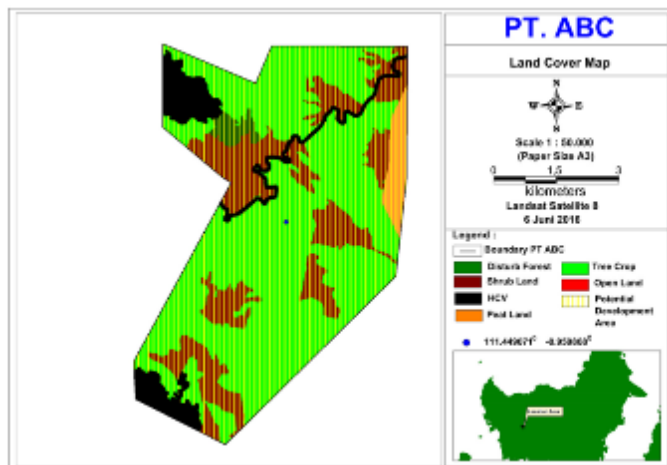 PT. ABC
Land Cover Map
N
W E
N
Scale 1 : 50.000
(Paper Size A3)
0 1,5 3
kilometers
Landsat Satellite 8
6 Juni 2016
Legend :
Boundary PT ABC
Disturb Forest
Tree Crop
Shrub Land
Open Land
HCV
Potential
Development
Area
Peat Land